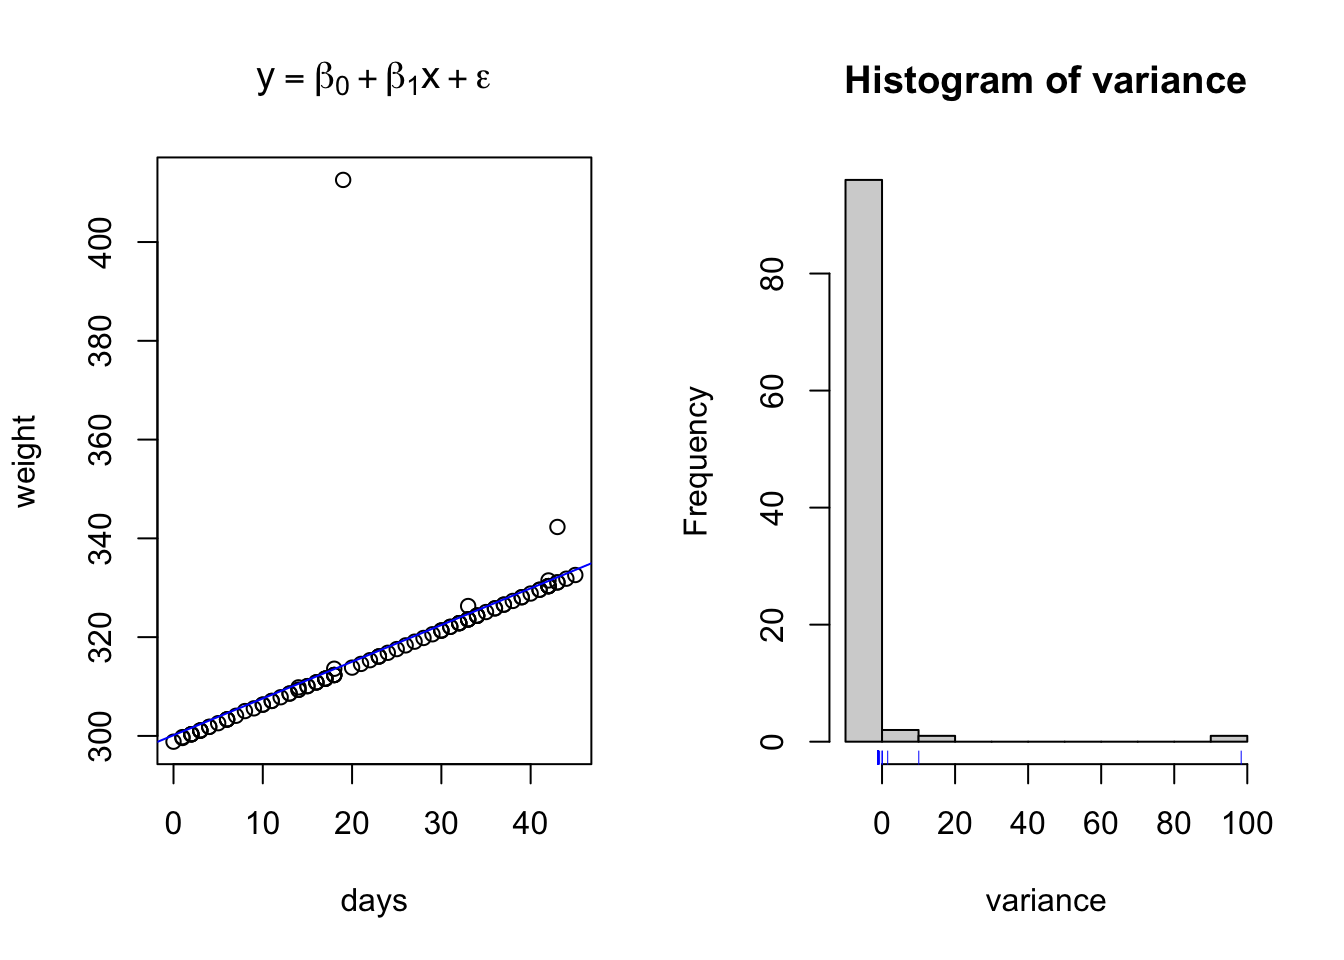 y = β₀ + β₁x + ε
weight
400
380
360
340
320
300
0 10 20 30 40
days
Histogram of variance
Frequency
80
60
40
20
0
0 20 40 60 80 100
variance